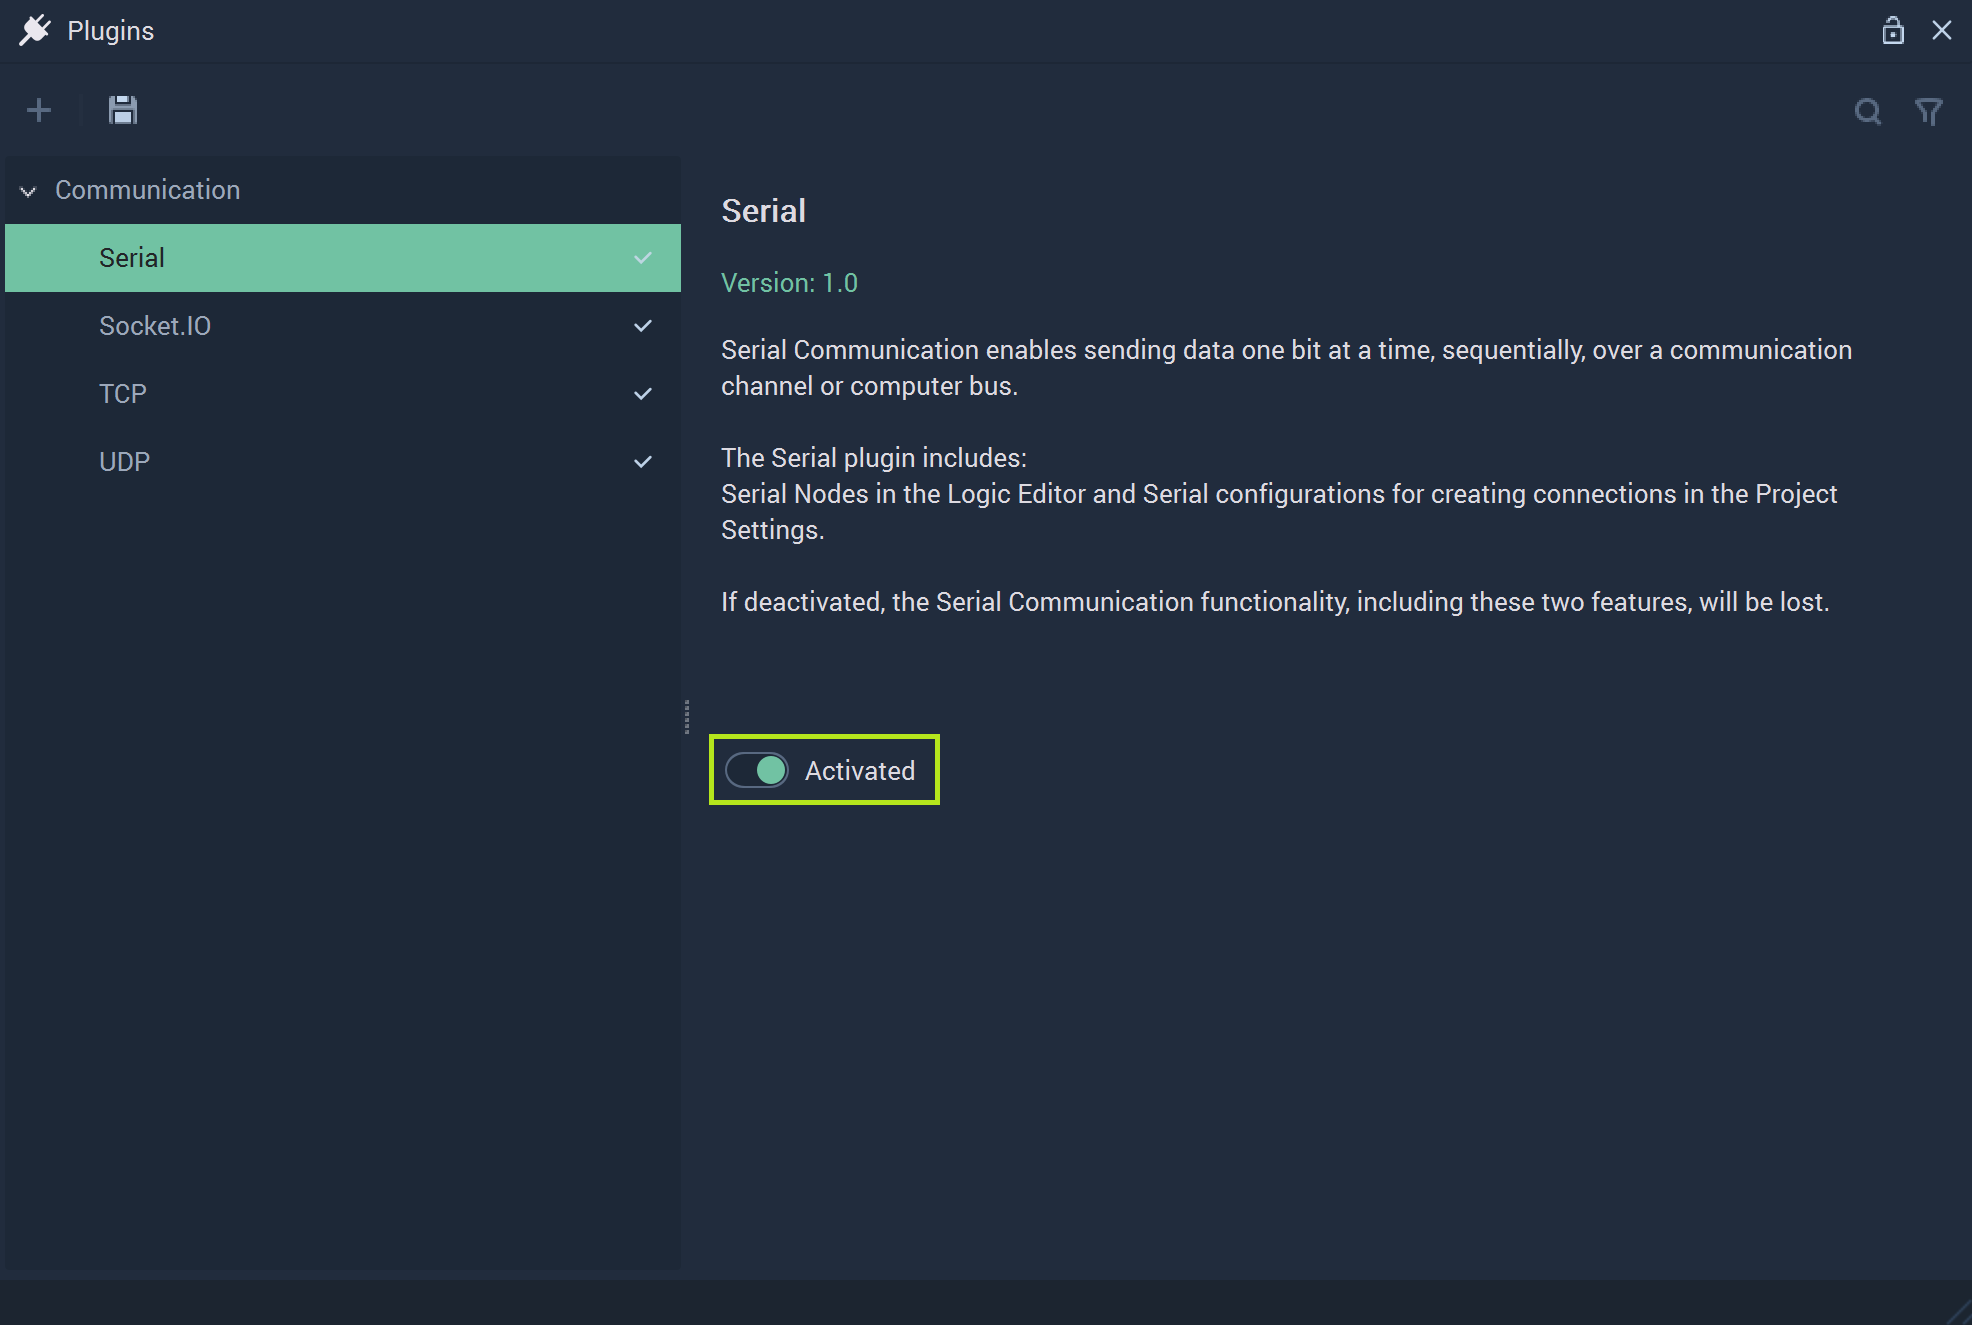 Plugins
Communication
Serial
Socket.IO
TCP
UDP
Serial
Version: 1.0
Serial Communication enables sending data one bit at a time, sequentially, over a communication
channel or computer bus.
The Serial plugin includes:
Serial Nodes in the Logic Editor and Serial configurations for creating connections in the Project
Settings.
If deactivated, the Serial Communication functionality, including these two features, will be lost.
Activated